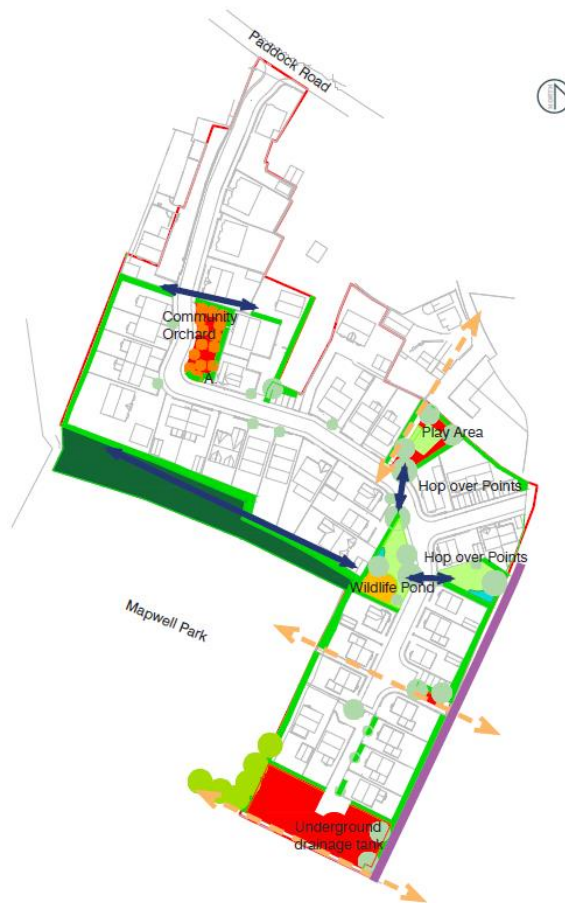 Paddock Road
NORTH
Community
Orchard
A
Play Area
Hop over Points
Hop over Points
Wildlife Pond
Mapwell Park
Underground
drainage tank